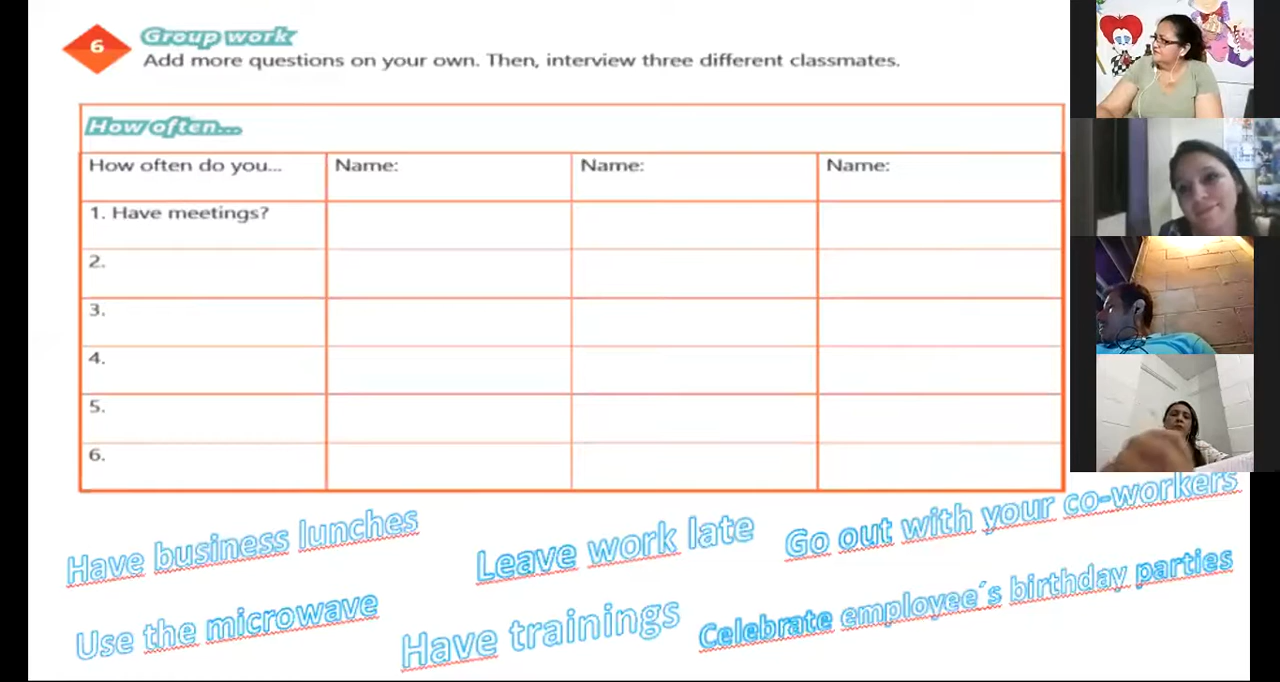 6
Group work
Add more questions on your own. Then, interview three different classmates.
How often...
How often do you... Name: Name: Name:
1. Have meetings?
2.
3.
4.
5.
6.
Have business lunches
Leave work late
Go out with your co-workers
Use the microwave
Have trainings
Celebrate employee´s birthday parties